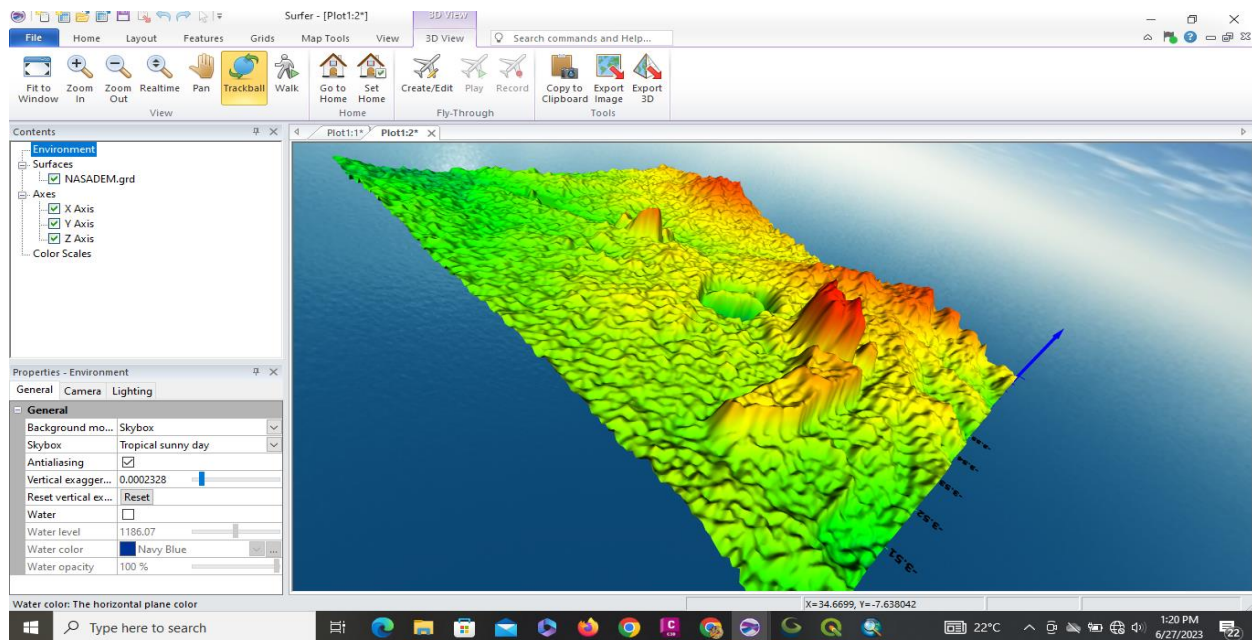 Surfer - [Plot1:2*]
3D View
File Home Layout Features Grids Map Tools View 3D View Search commands and Help...
Fit to Window
Zoom In
Zoom Out
Realtime
Pan
Trackball
Walk
Go to Home
Set Home
Create/Edit
Play
Record
Copy to Clipboard
Export Image
Export 3D
View Home Fly-Through Tools
Contents
Plot1:1* Plot1:2*
Environment
Surfaces
NASADEM.grd
Axes
X Axis
Y Axis
Z Axis
Color Scales
Properties - Environment
General Camera Lighting
General
Background mo... Skybox
Skybox Tropical sunny day
Antialiasing
Vertical exagger... 0.0002328
Reset vertical ex... Reset
Water
Water level 1186.07
Water color Navy Blue ...
Water opacity 100 %
-3.52
-3.51
Water color: The horizontal plane color
X=34.6699, Y=-7.638042
Type here to search
22°C
1:20 PM
6/27/2023
22